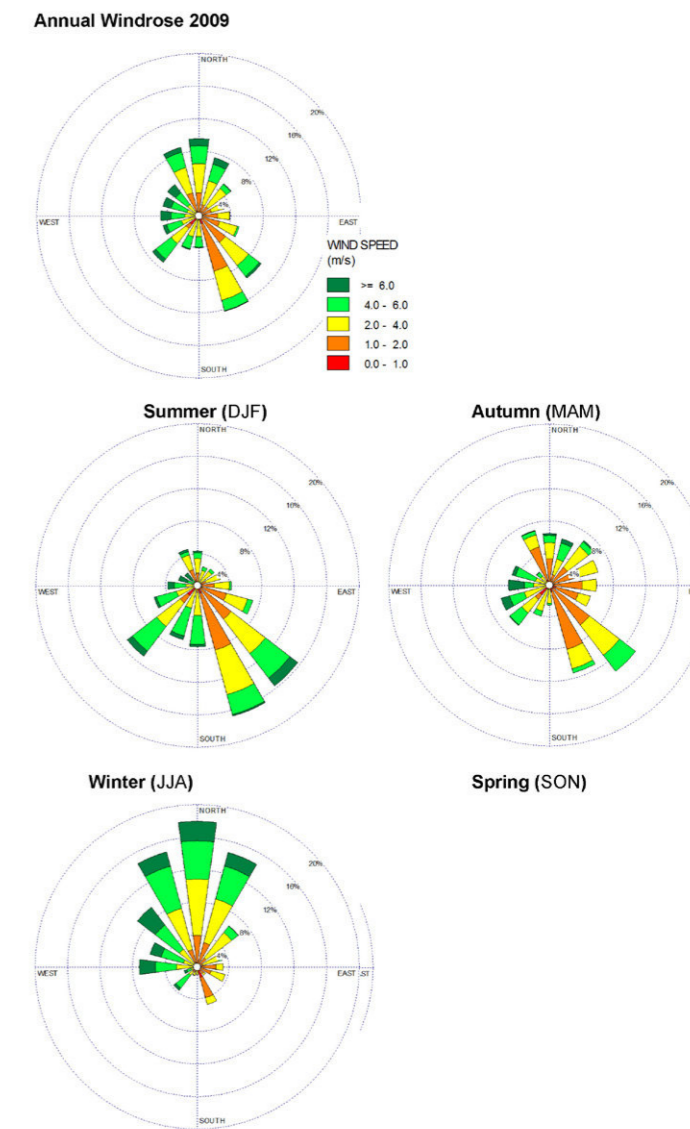 Annual Windrose 2009
NORTH
20%
16%
12%
8%
4%
WEST
EAST
SOUTH
WIND SPEED
(m/s)
>= 6.0
4.0 - 6.0
2.0 - 4.0
1.0 - 2.0
0.0 - 1.0
Summer (DJF)
NORTH
20%
16%
12%
8%
4%
WEST
EAST
SOUTH
Autumn (MAM)
NORTH
20%
16%
12%
8%
4%
WEST
SOUTH
Winter (JJA)
Spring (SON)
NORTH
20%
16%
12%
8%
4%
WEST
EAST
ST
SOUTH